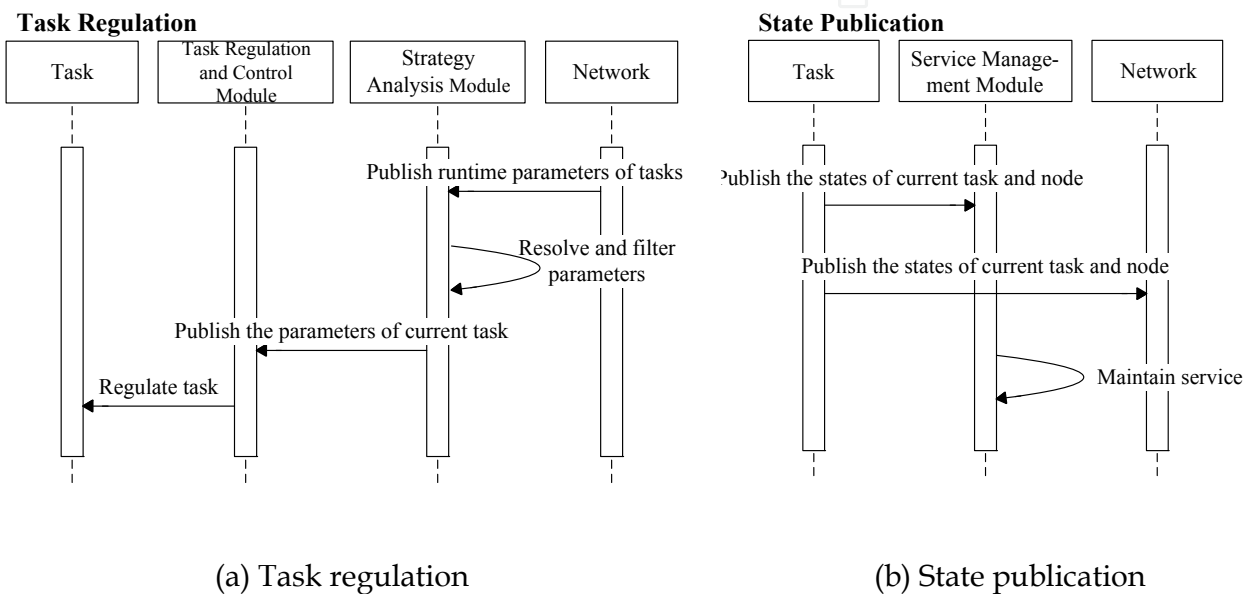 Task Regulation
Task
Task Regulation
and Control
Module
Strategy
Analysis Module
Network
Publish runtime parameters of tasks
Resolve and filter
parameters
Publish the parameters of current task
Regulate task
(a) Task regulation
State Publication
Task
Service Manage-
ment Module
Network
Publish the states of current task and node
Publish the states of current task and node
Maintain service
(b) State publication